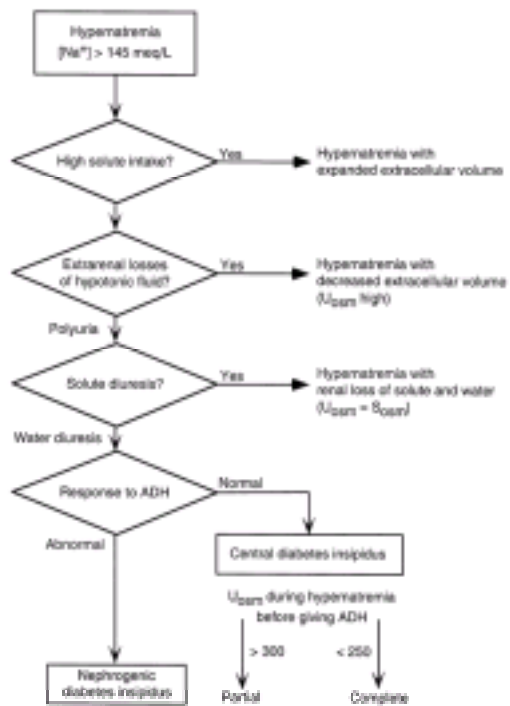 Hypernatremia
[Na⁺] > 145 meq/L
High solute intake?
Yes
Hypernatremia with
expanded extracellular volume
Extrarenal losses
of hypotonic fluid?
Yes
Hypernatremia with
decreased extracellular volume
(Uosm high)
Polyuria
Solute diuresis?
Yes
Hypernatremia with
renal loss of solute and water
(Uosm = Sosm)
Water diuresis
Response to ADH
Normal
Abnormal
Central diabetes insipidus
Uosm during hypernatremia
before giving ADH
> 300
< 250
Nephrogenic
diabetes insipidus
Partial
Complete